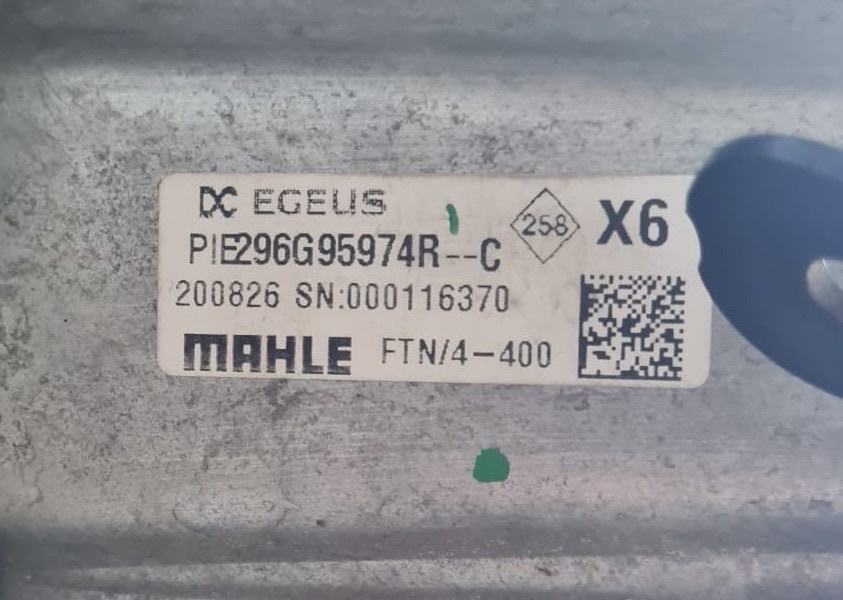 DC EGEUS
258
X6
PIE296G95974R--C
200826 SN:000116370
MAHLE FTN/4-400